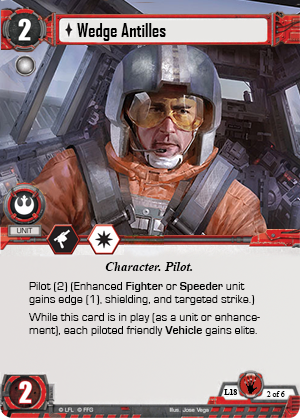 2
Wedge Antilles
UNIT
Character. Pilot.
Pilot (2) (Enhanced Fighter or Speeder unit
gains edge (1), shielding, and targeted strike.)
While this card is in play (as a unit or enhance-
ment), each piloted friendly Vehicle gains elite.
2
© LFL © FFG
Illus. Jose Vega
L18
2 of 6